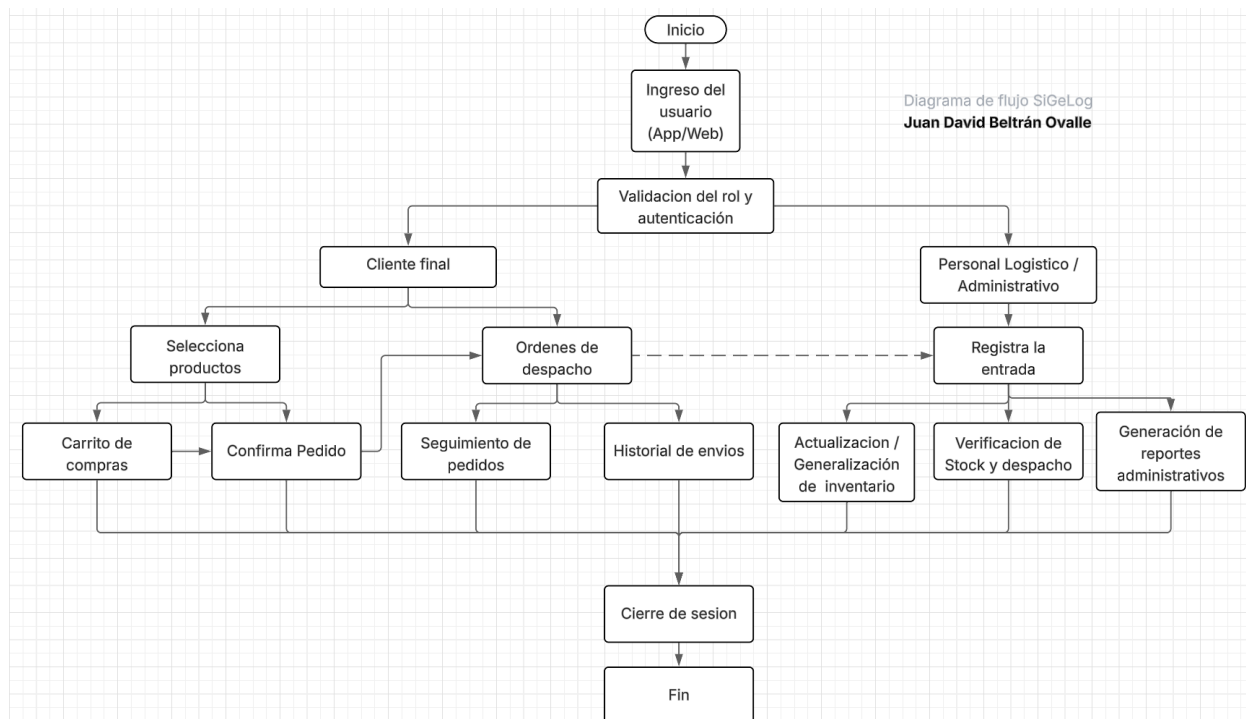 Inicio
Ingreso del
usuario
(App/Web)
Diagrama de flujo SiGeLog
Juan David Beltrán Ovalle
Validacion del rol y
autenticación
Cliente final
Personal Logistico /
Administrativo
Selecciona
productos
Ordenes de
despacho
Registra la
entrada
Carrito de
compras
Confirma Pedido
Seguimiento de
pedidos
Historial de envios
Actualizacion /
Generalización
de inventario
Verificacion de
Stock y despacho
Generación de
reportes
administrativos
Cierre de sesion
Fin